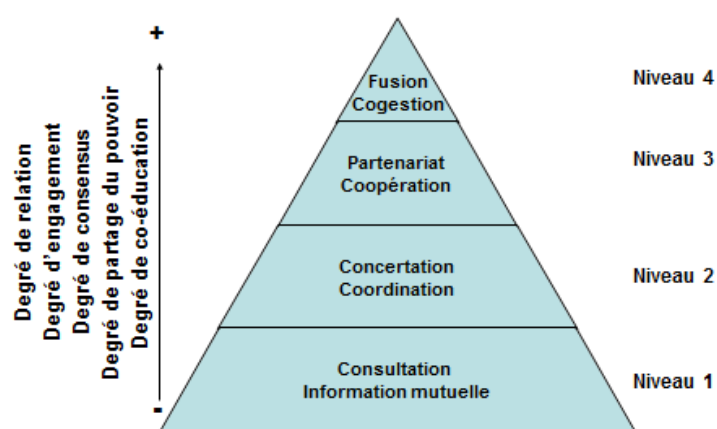 +
Fusion
Cogestion
Niveau 4
Partenariat
Coopération
Niveau 3
Concertation
Coordination
Niveau 2
Consultation
Information mutuelle
Niveau 1
-
Degré de relation
Degré d'engagement
Degré de consensus
Degré de partage du pouvoir
Degré de co-éducation